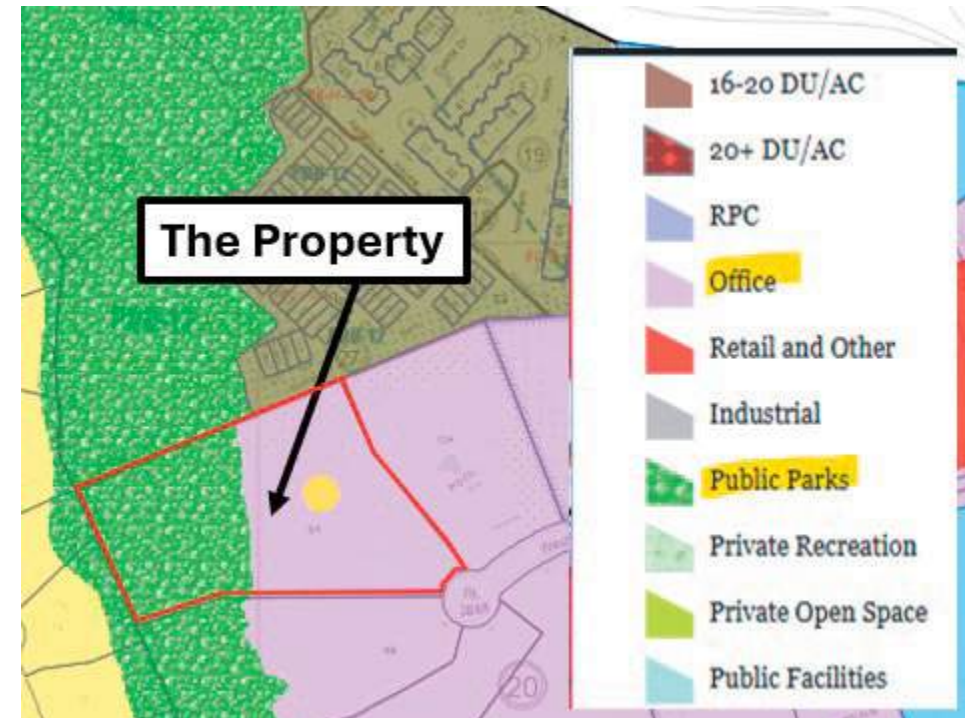 16-20 DU/AC
20+ DU/AC
RPC
Office
Retail and Other
Industrial
Public Parks
Private Recreation
Private Open Space
Public Facilities
The Property
19
20